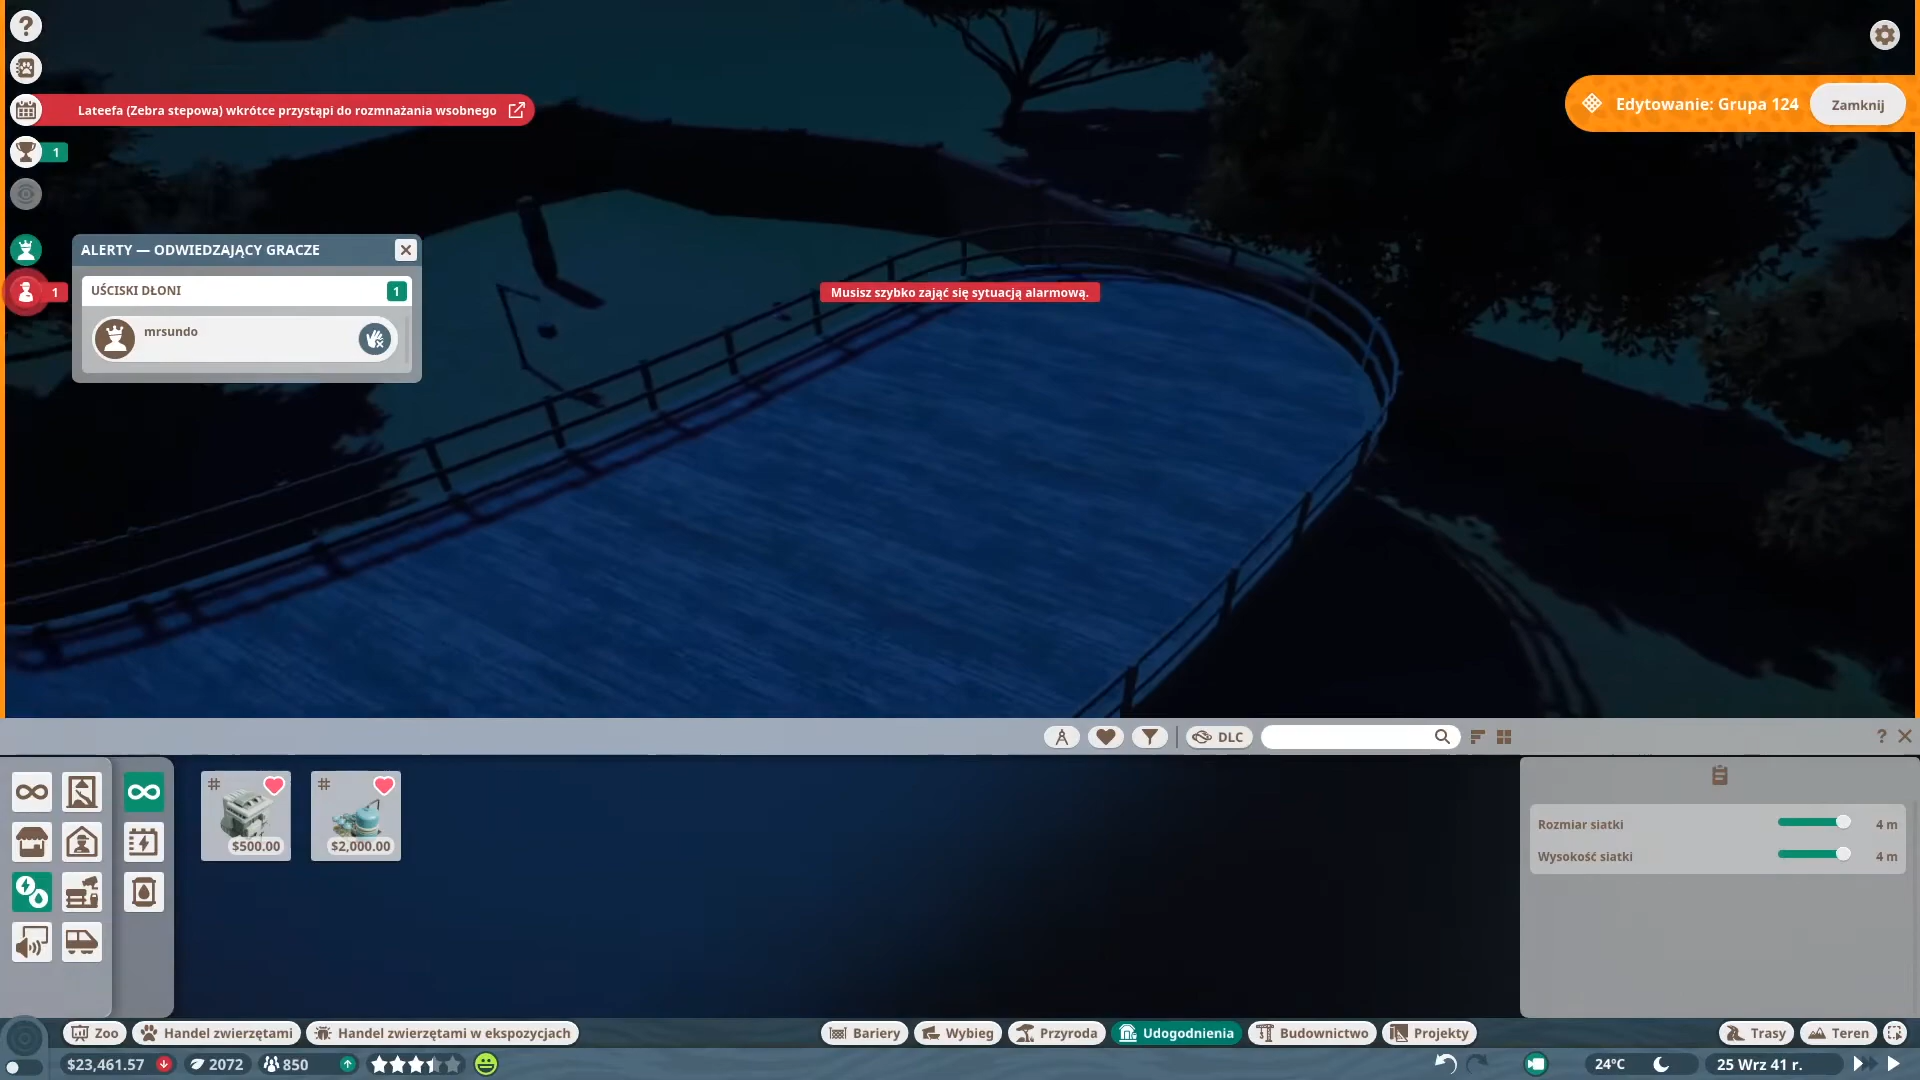 ?
Lateefa (Zebra stepowa) wkrótce przystąpi do rozmnażania wsobnego
1
Edytowanie: Grupa 124
Zamknij
ALERTY — ODWIEDZAJĄCY GRACZE
UŚCISKI DŁONI 1
mrsundo
1
Musisz szybko zająć się sytuacją alarmową.
DLC
?
$500.00
$2,000.00
Rozmiar siatki 4 m
Wysokość siatki 4 m
Zoo
Handel zwierzętami
Handel zwierzętami w ekspozycjach
Bariery
Wybieg
Przyroda
Udogodnienia
Budownictwo
Projekty
Trasy
Teren
$23,461.57
2072
850
24°C
25 Wrz 41 r.